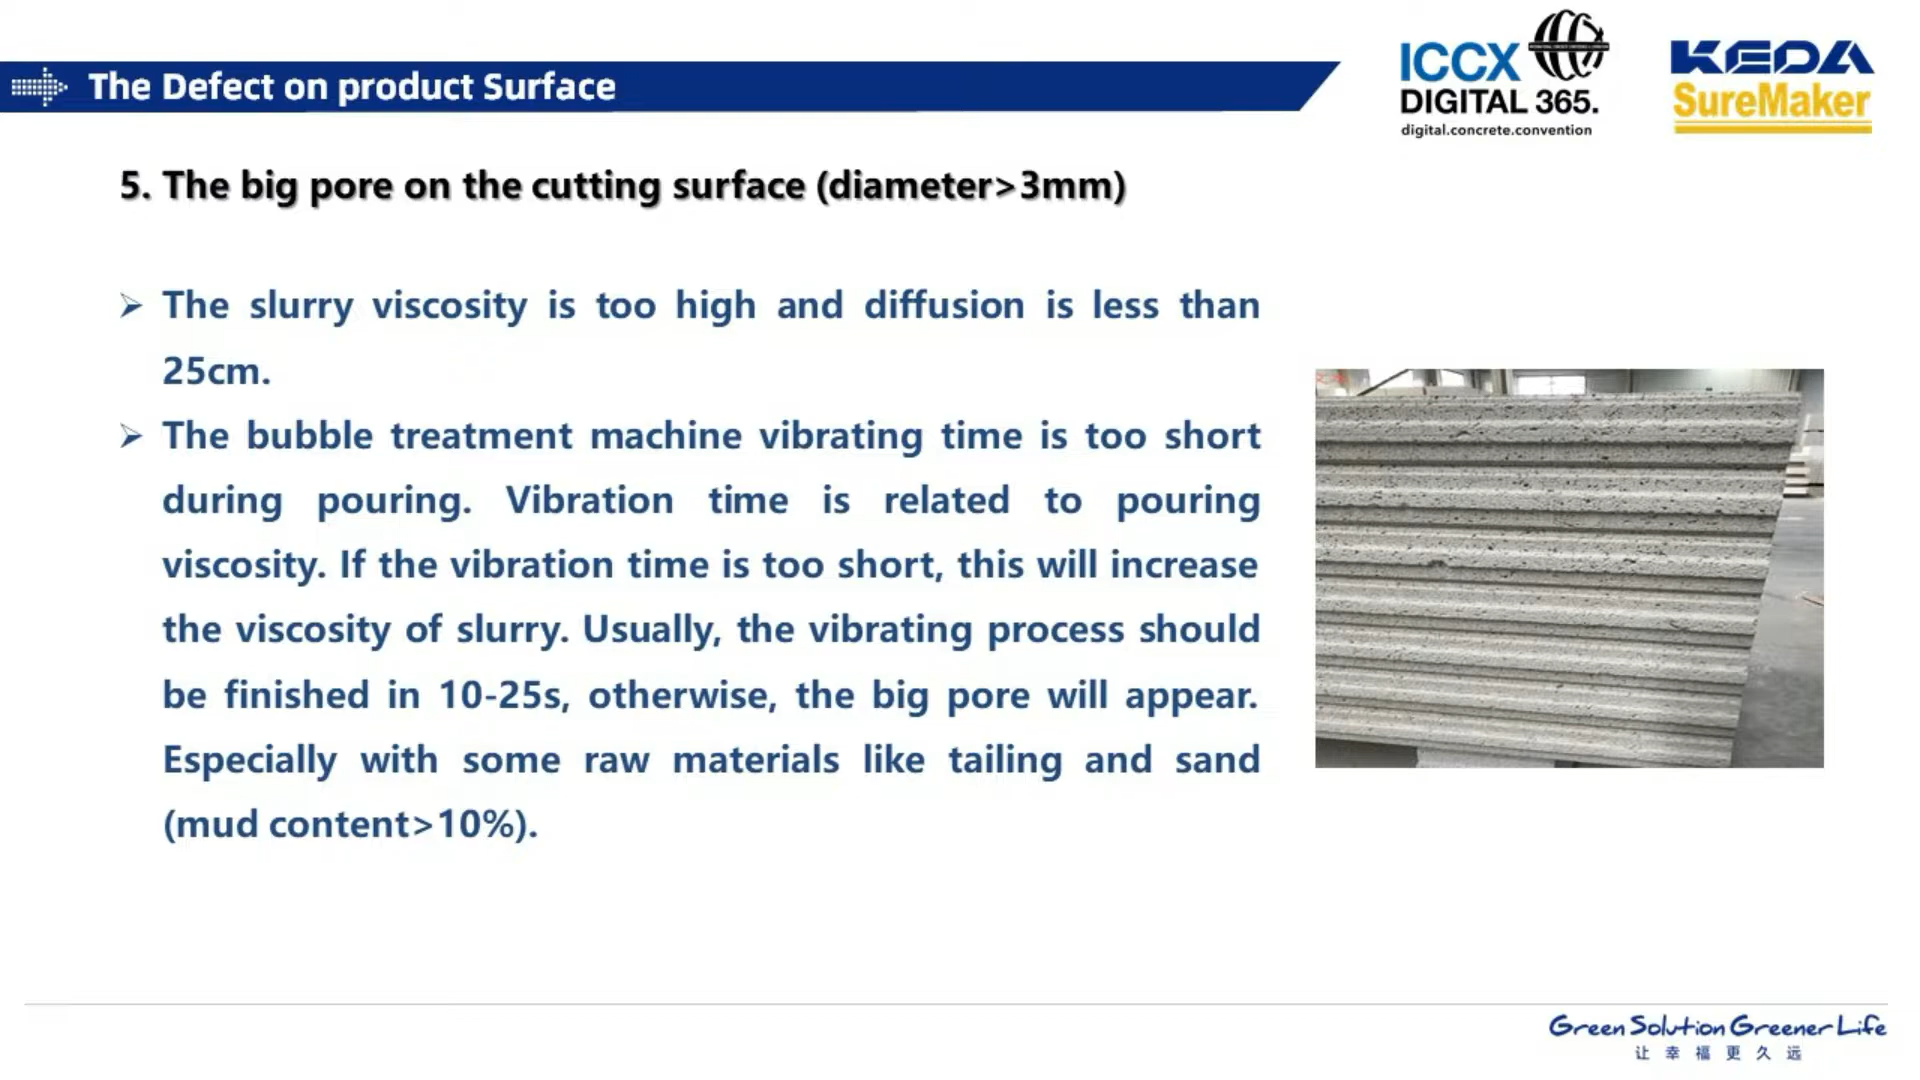 The Defect on product Surface
ICCX
DIGITAL 365.
digital.concrete.convention
KEDA
SureMaker
5. The big pore on the cutting surface (diameter>3mm)
➢ The slurry viscosity is too high and diffusion is less than
25cm.
➢ The bubble treatment machine vibrating time is too short
during pouring. Vibration time is related to pouring
viscosity. If the vibration time is too short, this will increase
the viscosity of slurry. Usually, the vibrating process should
be finished in 10-25s, otherwise, the big pore will appear.
Especially with some raw materials like tailing and sand
(mud content>10%).
Green Solution Greener Life
让幸福更久远